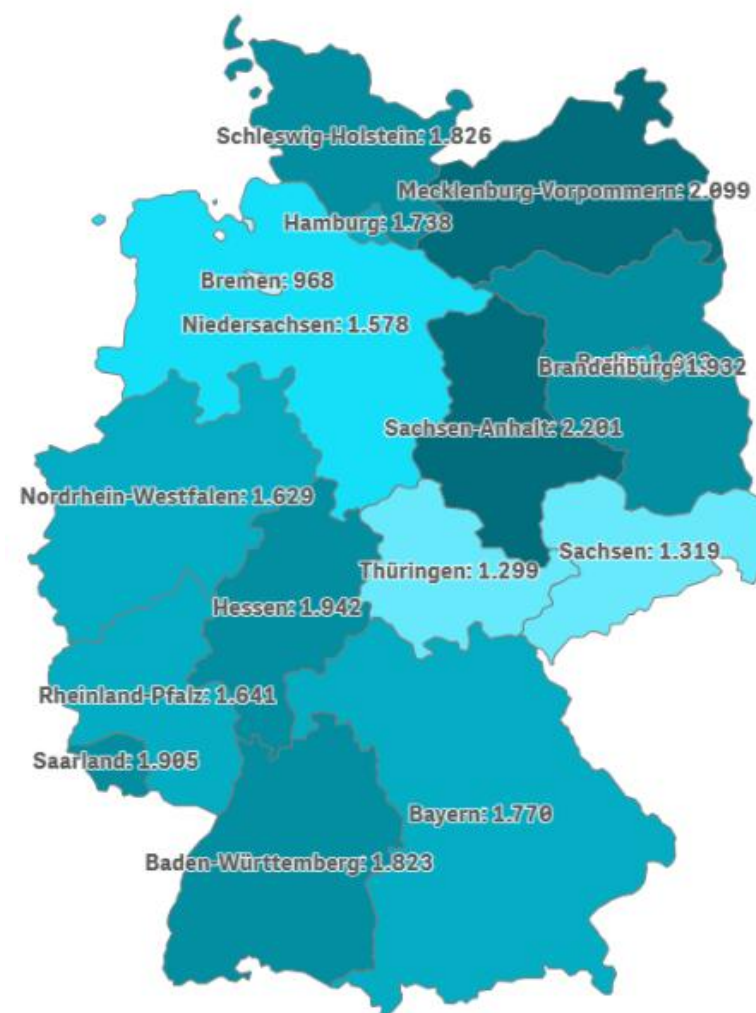 Schleswig-Holstein: 1.826
Mecklenburg-Vorpommern: 2.099
Hamburg: 1.738
Bremen: 968
Niedersachsen: 1.578
Berlin:
Brandenburg: 1.932
Sachsen-Anhalt: 2.201
Nordrhein-Westfalen: 1.629
Sachsen: 1.319
Thüringen: 1.299
Hessen: 1.942
Rheinland-Pfalz: 1.641
Saarland: 1.905
Bayern: 1.770
Baden-Württemberg: 1.823